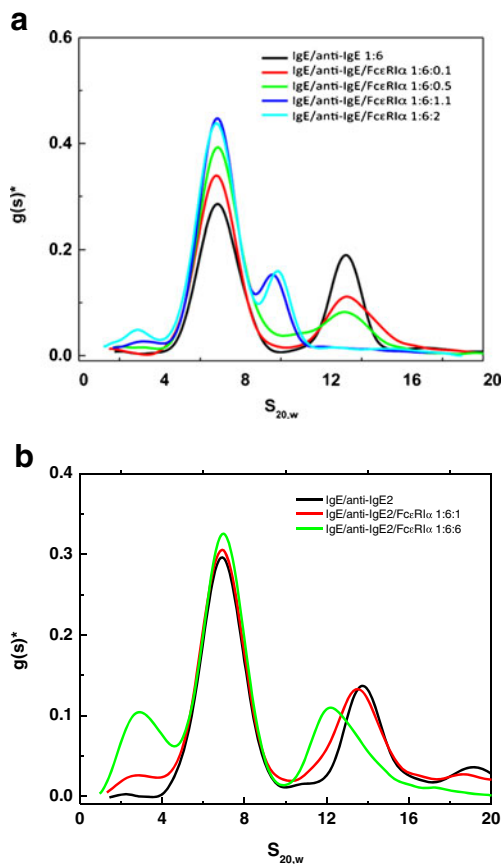 a
0.6
0.4
0.2
0.0
g(s)*
IgE/anti-IgE 1:6
IgE/anti-IgE/FcεRIα 1:6:0.1
IgE/anti-IgE/FcεRIα 1:6:0.5
IgE/anti-IgE/FcεRIα 1:6:1.1
IgE/anti-IgE/FcεRIα 1:6:2
0 4 8 12 16 20
S20,w
b
0.4
0.3
0.2
0.1
0.0
g(s)*
IgE/anti-IgE2
IgE/anti-IgE2/FcεRIα 1:6:1
IgE/anti-IgE2/FcεRIα 1:6:6
0 4 8 12 16 20
S20,w